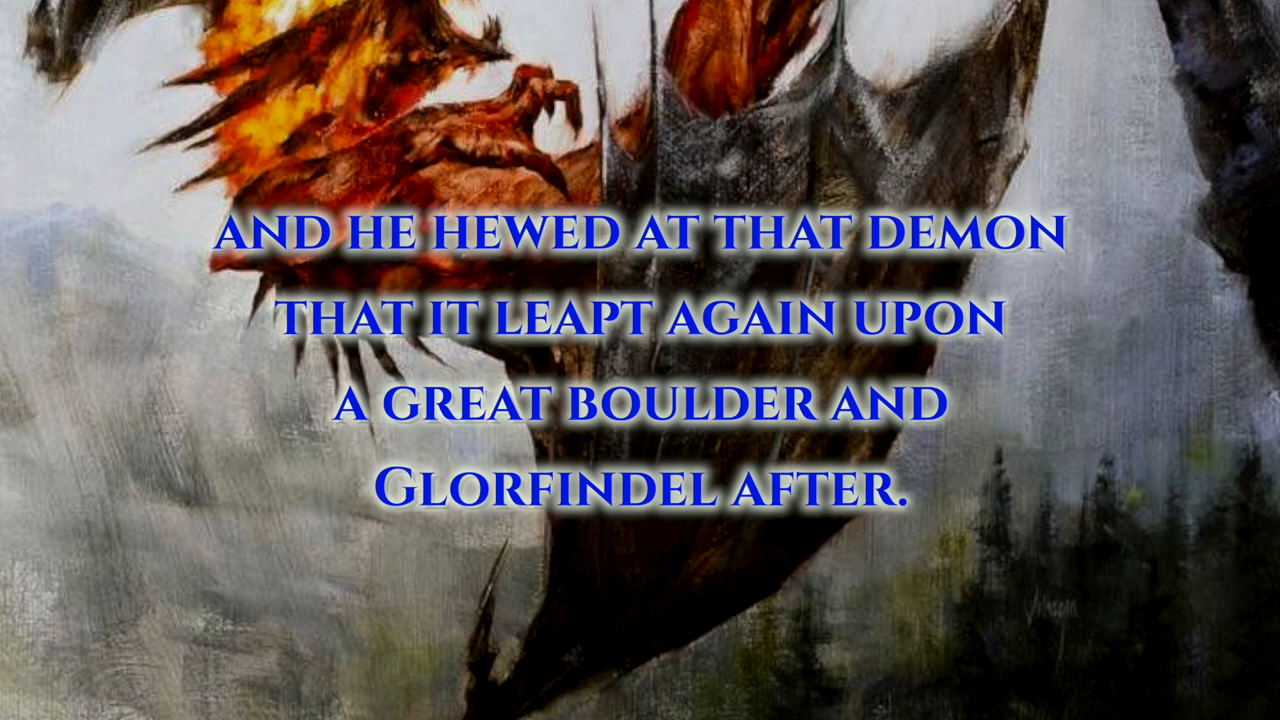 AND HE HEWED AT THAT DEMON
THAT IT LEAPT AGAIN UPON
A GREAT BOULDER AND
GLORFINDEL AFTER.